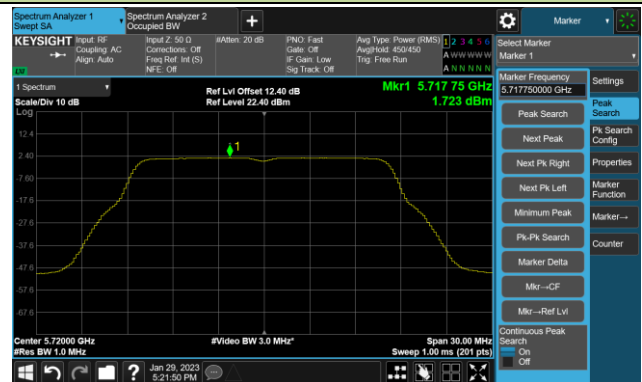 Spectrum Analyzer 1
Swept SA
Spectrum Analyzer 2
Occupied BW
Marker
KEYSIGHT
Input: RF
Coupling: AC
Align: Auto
Input Z: 50 Ω
Corrections: Off
Freq Ref: Int (S)
NFE: Off
#Atten: 20 dB
PNO: Fast
Gate: Off
IF Gain: Low
Sig Track: Off
Avg Type: Power (RMS)
Avg|Hold: 450/450
Trig: Free Run
1 2 3 4 5 6
A W W W W W
A N N N N N
Select Marker
Marker 1
1 Spectrum
Scale/Div 10 dB
Log
Ref Lvl Offset 12.40 dB
Ref Level 22.40 dBm
Mkr1 5.717 75 GHz
1.723 dBm
Marker Frequency
5.717750000 GHz
Settings
Peak Search
Peak
Search
Next Peak
Pk Search
Config
Next Pk Right
Properties
Next Pk Left
Marker
Function
Minimum Peak
Marker→
Pk-Pk Search
Counter
Marker Delta
Mkr→CF
Mkr→Ref Lvl
Continuous Peak
Search
On
Off
12.4
2.40
-7.60
-17.6
-27.6
-37.6
-47.6
-57.6
-67.6
1
Center 5.72000 GHz
#Res BW 1.0 MHz
#Video BW 3.0 MHz*
Span 30.00 MHz
Sweep 1.00 ms (201 pts)
?
Jan 29, 2023
5:21:50 PM